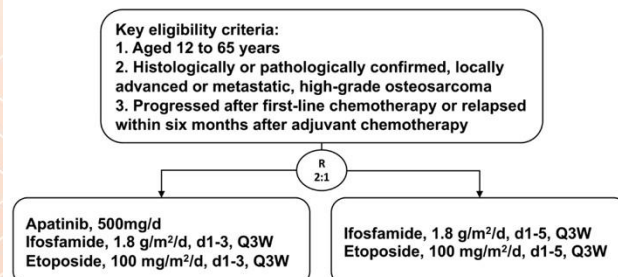 Key eligibility criteria:
1. Aged 12 to 65 years
2. Histologically or pathologically confirmed, locally
advanced or metastatic, high-grade osteosarcoma
3. Progressed after first-line chemotherapy or relapsed
within six months after adjuvant chemotherapy
R
2:1
Apatinib, 500mg/d
Ifosfamide, 1.8 g/m²/d, d1-3, Q3W
Etoposide, 100 mg/m²/d, d1-3, Q3W
Ifosfamide, 1.8 g/m²/d, d1-5, Q3W
Etoposide, 100 mg/m²/d, d1-5, Q3W